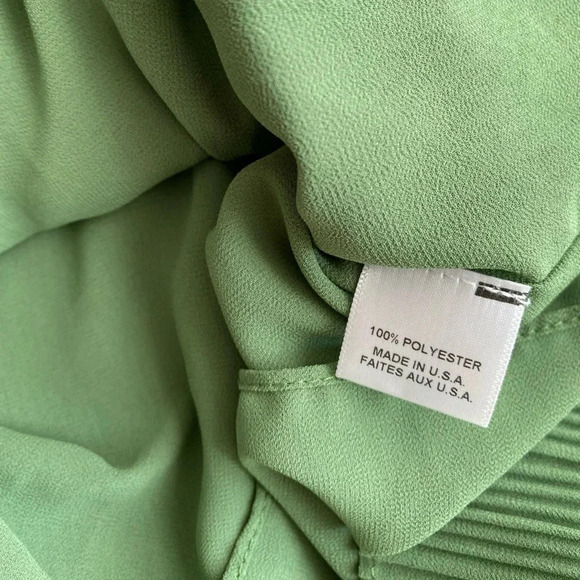 100% POLYESTER
MADE IN U.S.A.
FAITES AUX U.S.A.